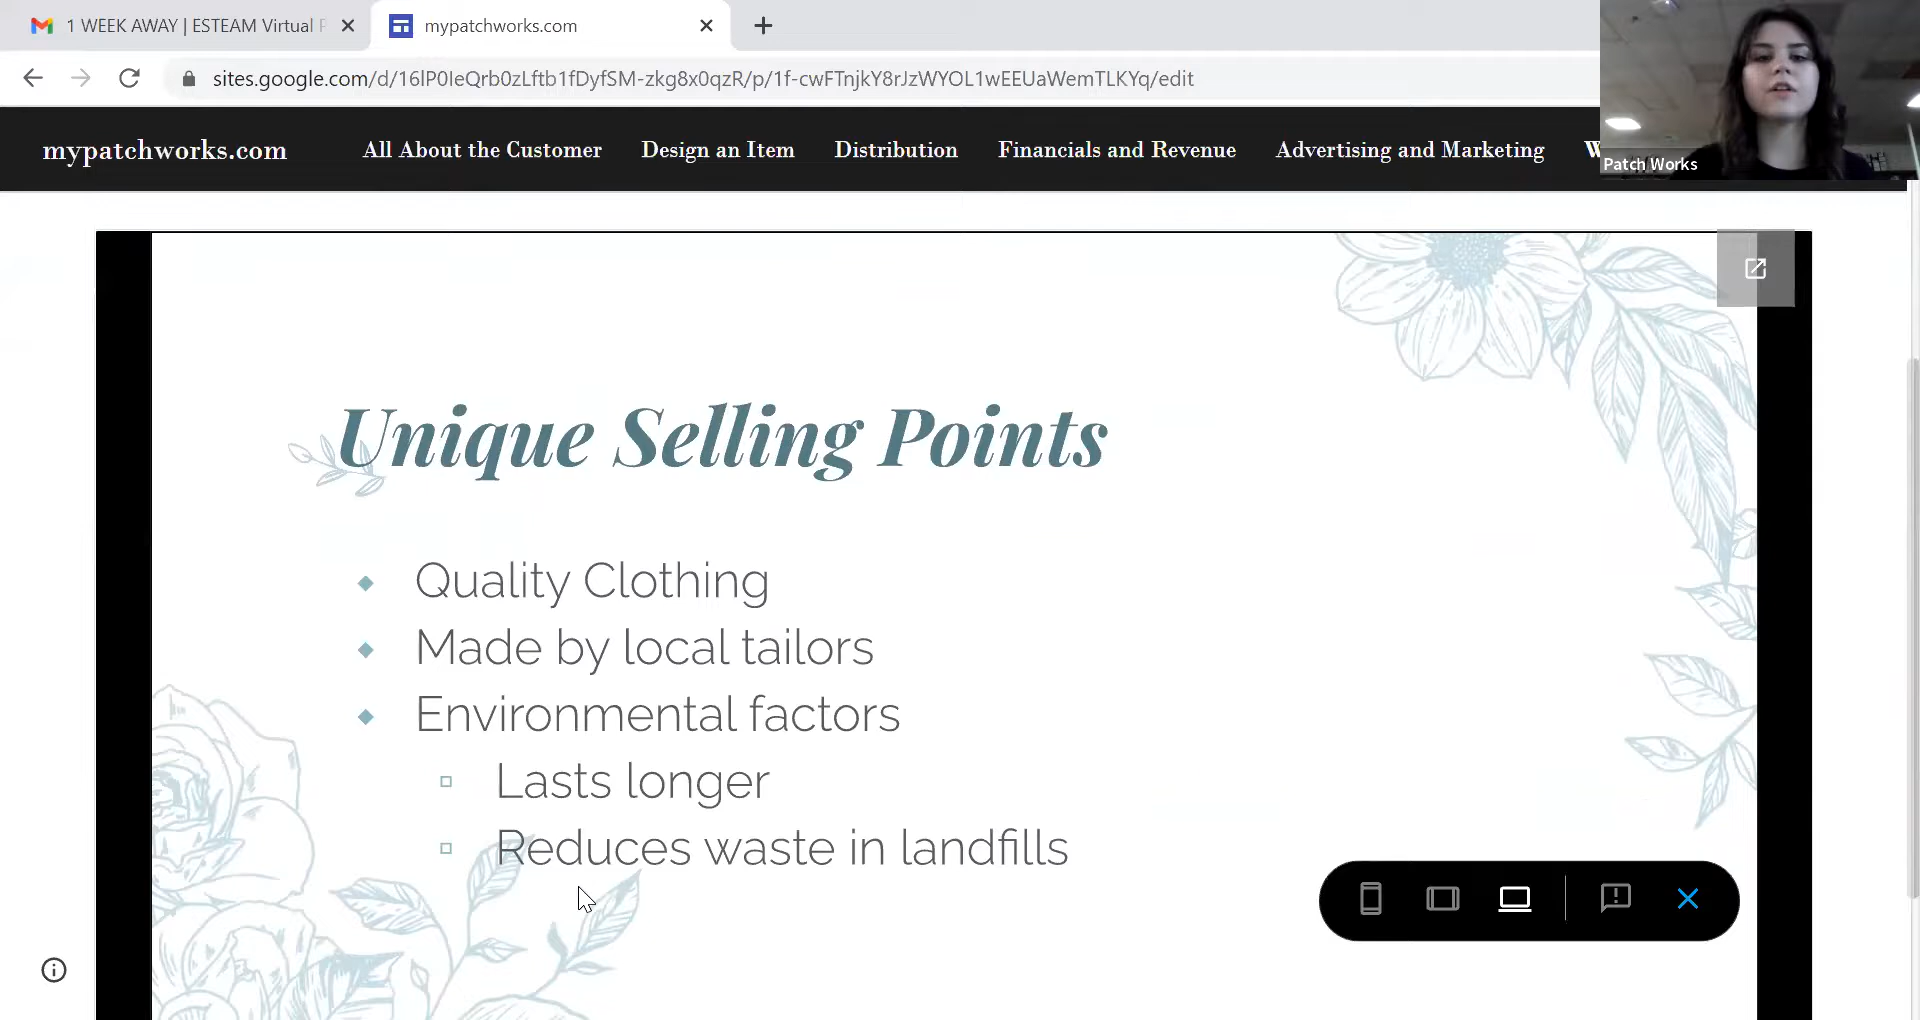 1 WEEK AWAY | ESTEAM Virtual
mypatchworks.com
sites.google.com/d/16lP0IeQrb0zLftb1fDyfSM-zkg8x0qzR/p/1f-cwFTnjkY8rJzWYOL1wEEUaWemTLKYq/edit
mypatchworks.com All About the Customer Design an Item Distribution Financials and Revenue Advertising and Marketing
Patch Works
Unique Selling Points
Quality Clothing
Made by local tailors
Environmental factors
Lasts longer
Reduces waste in landfills